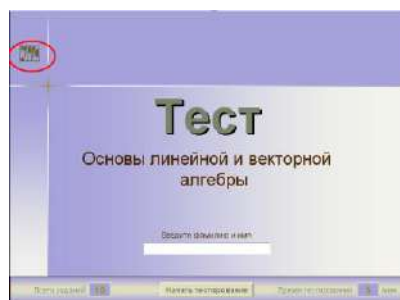 Тест
Основы линейной и векторной
алгебры
Введите фамилию и имя
Всего заданий 10
Начать тестирование
Время тестирования 5 мин